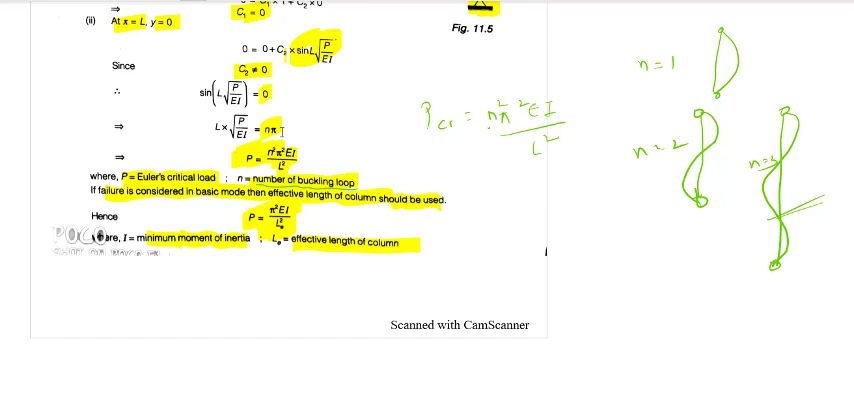 ⇒ C₁ = 0
(ii) At x = L, y = 0
Fig. 11.5
0 = 0+C₂ × sin L√(P/EI)
Since C₂ ≠ 0
∴ sin(L√(P/EI)) = 0
⇒ L×√(P/EI) = nπ
⇒ P = n²π²EI/L²
where, P = Euler's critical load ; n = number of buckling loop
If failure is considered in basic mode then effective length of column should be used.
Hence P = π²EI/Lₑ²
where, I = minimum moment of inertia ; Lₑ = effective length of column
POCO
Scanned with CamScanner
Pcr = n²π²EI/L²
n = 1
n = 2
n=3